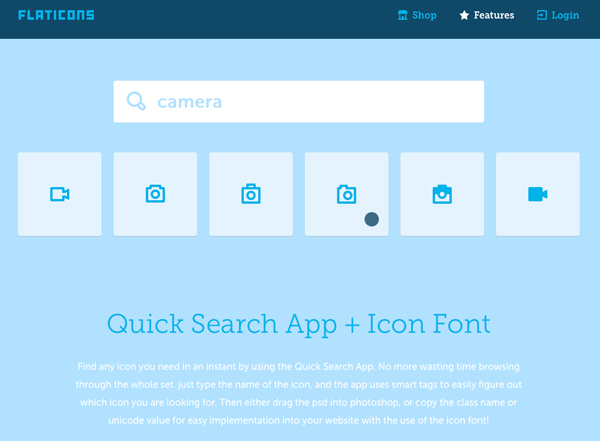 FLATICONS
Shop Features Login
camera
Quick Search App + Icon Font
Find any icon you need in an instant by using the Quick Search App. No more wasting time browsing
through the whole set. just type the name of the icon, and the app uses smart tags to easily figure out
which icon you are looking for. Then either drag the psd into photoshop, or copy the class name or
unicode value for easy implementation into your website with the use of the icon font!